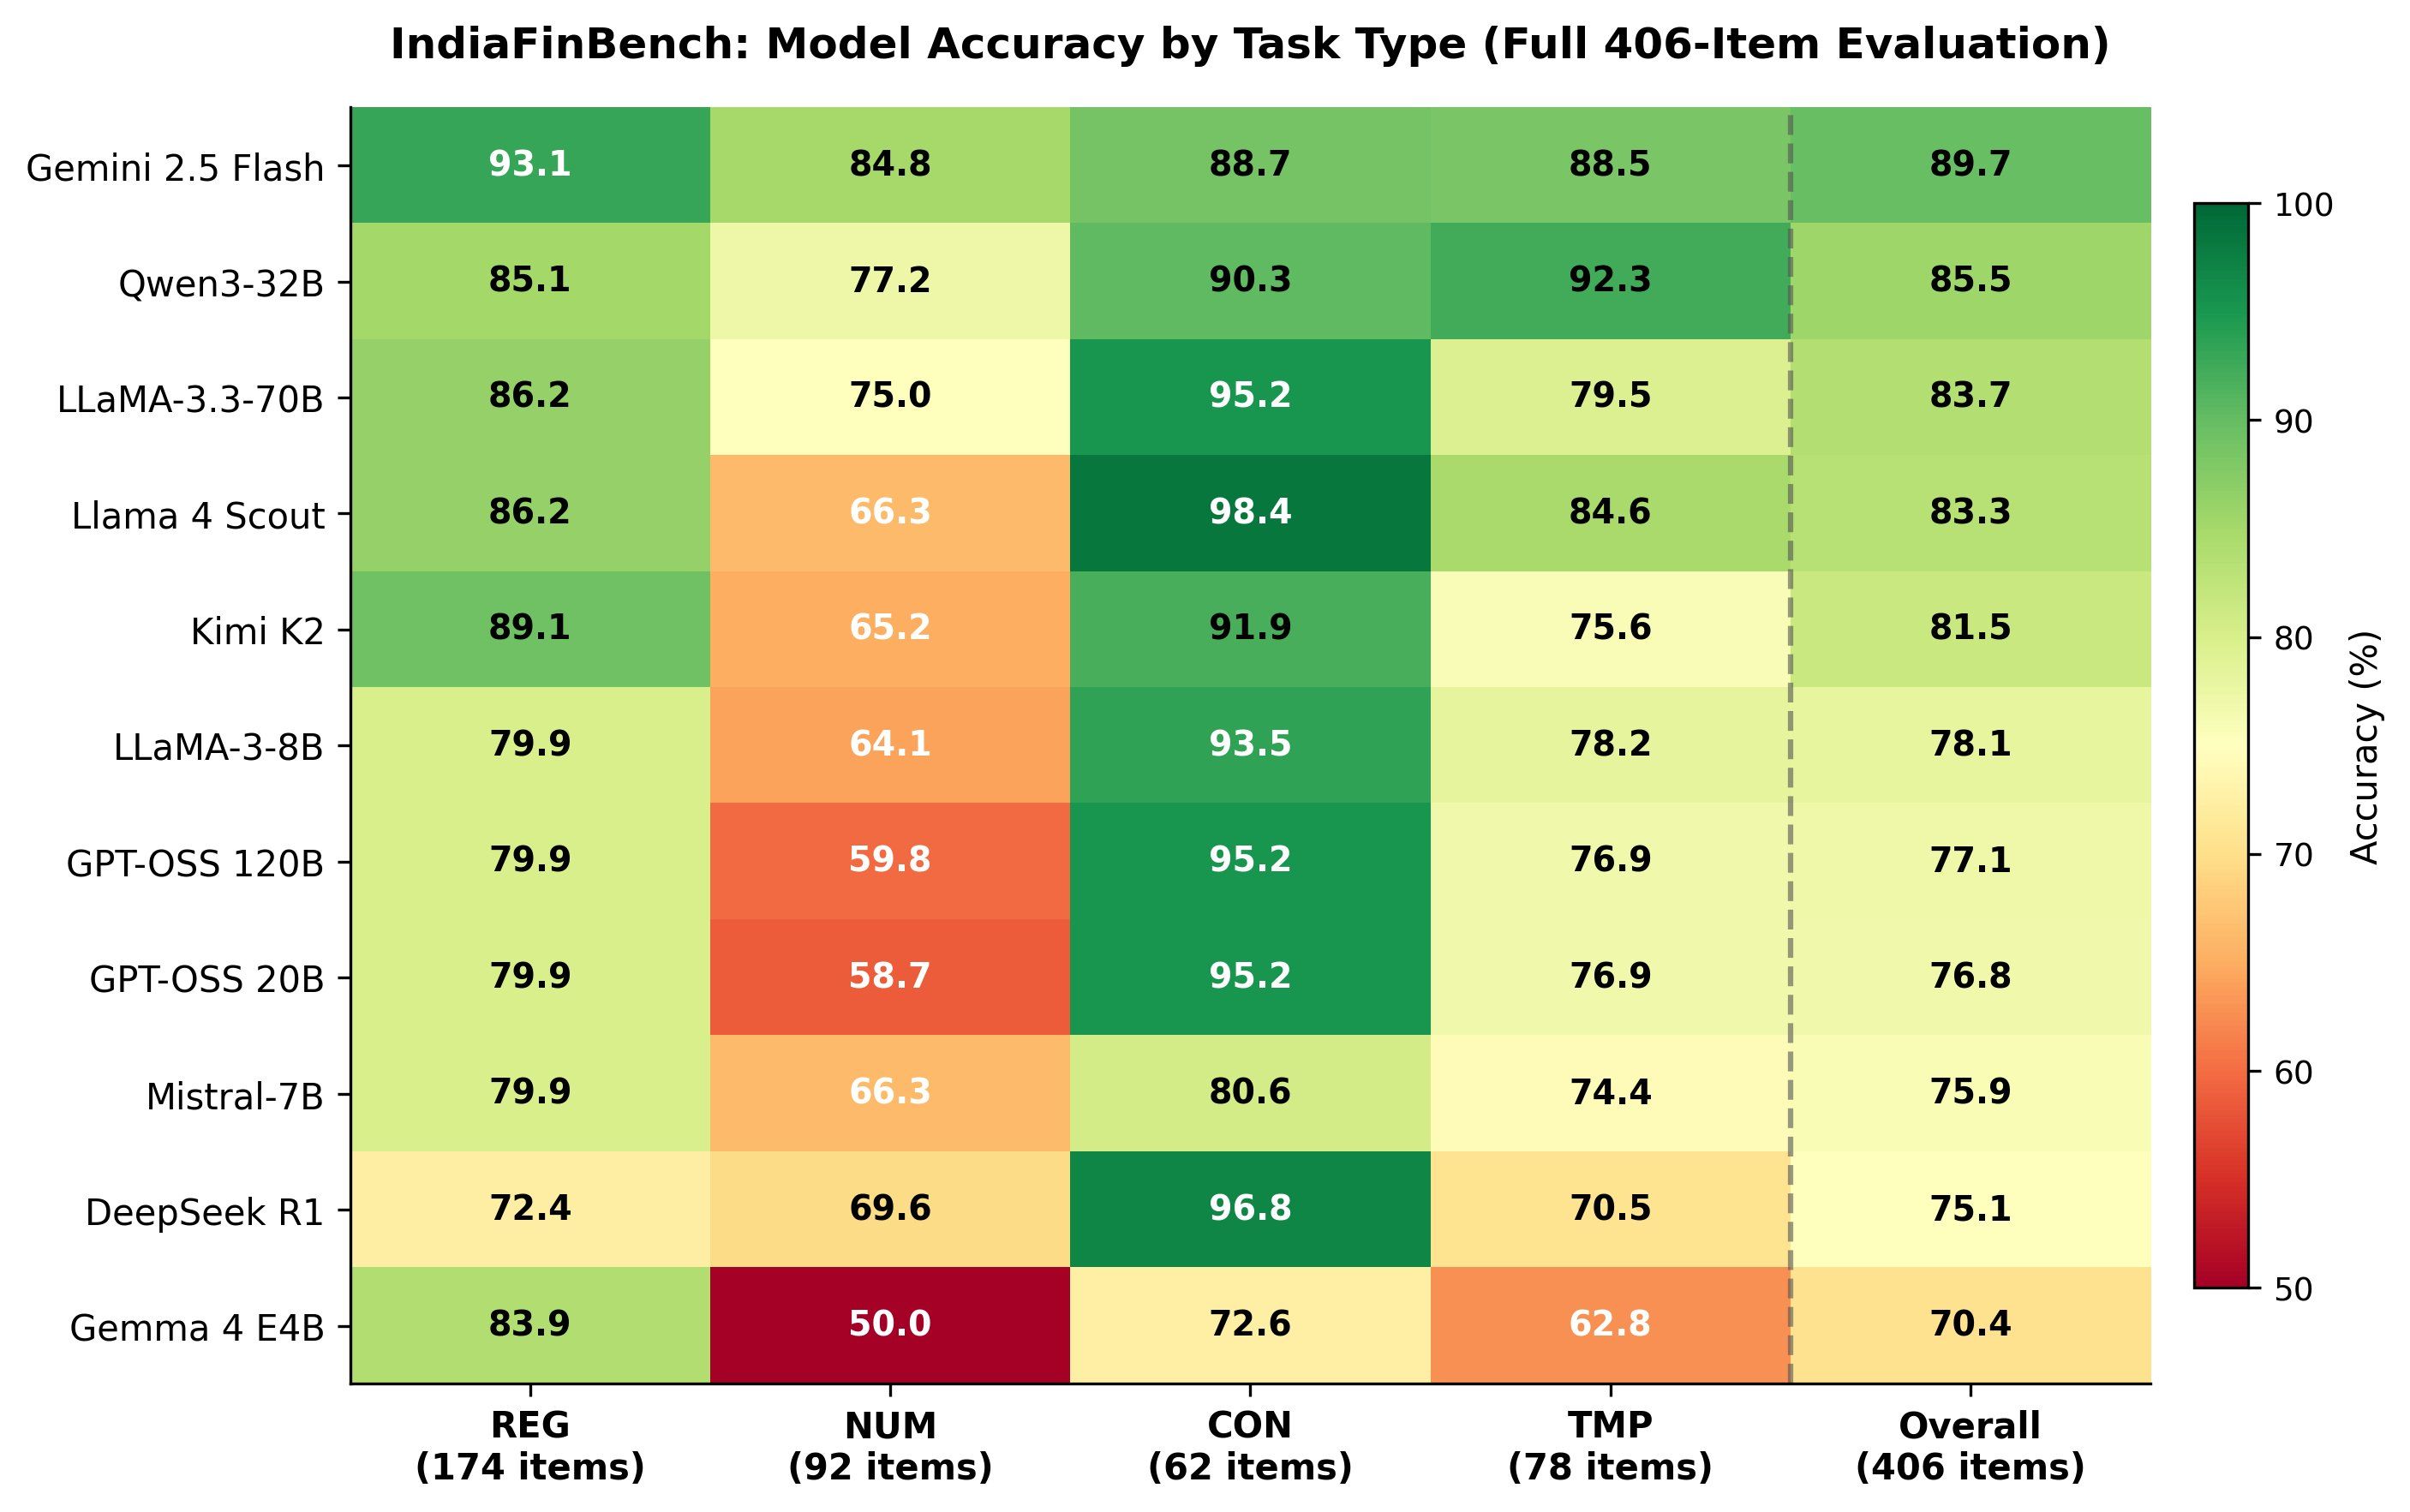 IndiaFinBench: Model Accuracy by Task Type (Full 406-Item Evaluation)
Gemini 2.5 Flash 93.1 84.8 88.7 88.5 89.7
Qwen3-32B 85.1 77.2 90.3 92.3 85.5
LLaMA-3.3-70B 86.2 75.0 95.2 79.5 83.7
Llama 4 Scout 86.2 66.3 98.4 84.6 83.3
Kimi K2 89.1 65.2 91.9 75.6 81.5
LLaMA-3-8B 79.9 64.1 93.5 78.2 78.1
GPT-OSS 120B 79.9 59.8 95.2 76.9 77.1
GPT-OSS 20B 79.9 58.7 95.2 76.9 76.8
Mistral-7B 79.9 66.3 80.6 74.4 75.9
DeepSeek R1 72.4 69.6 96.8 70.5 75.1
Gemma 4 E4B 83.9 50.0 72.6 62.8 70.4
REG NUM CON TMP Overall
(174 items) (92 items) (62 items) (78 items) (406 items)
100
90
80
70
60
50
Accuracy (%)